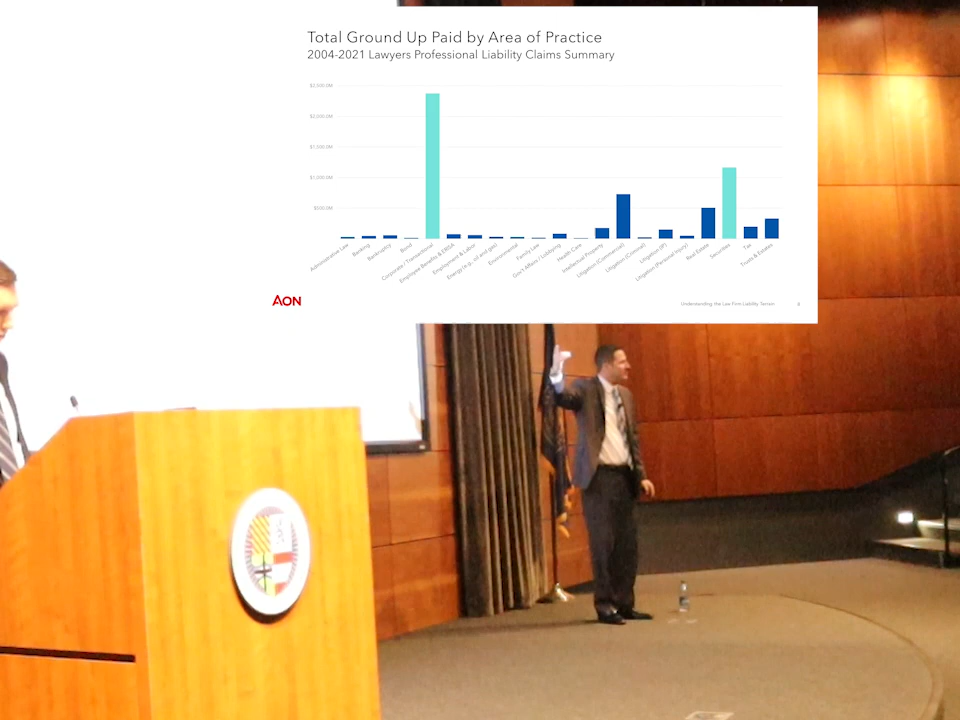 Total Ground Up Paid by Area of Practice
2004-2021 Lawyers Professional Liability Claims Summary
$2,500.0M
$2,000.0M
$1,500.0M
$1,000.0M
$500.0M
Administrative Law
Banking
Bankruptcy
Bond
Corporate / Transactional
Employee Benefits & ERISA
Employment & Labor
Energy (e.g., oil and gas)
Environmental
Family Law
Gov't Affairs / Lobbying
Health Care
Intellectual Property
Litigation (Commercial)
Litigation (Criminal)
Litigation (IP)
Litigation (Personal Injury)
Real Estate
Securities
Tax
Trusts & Estates
AON
Understanding the Law Firm Liability Terrain
8